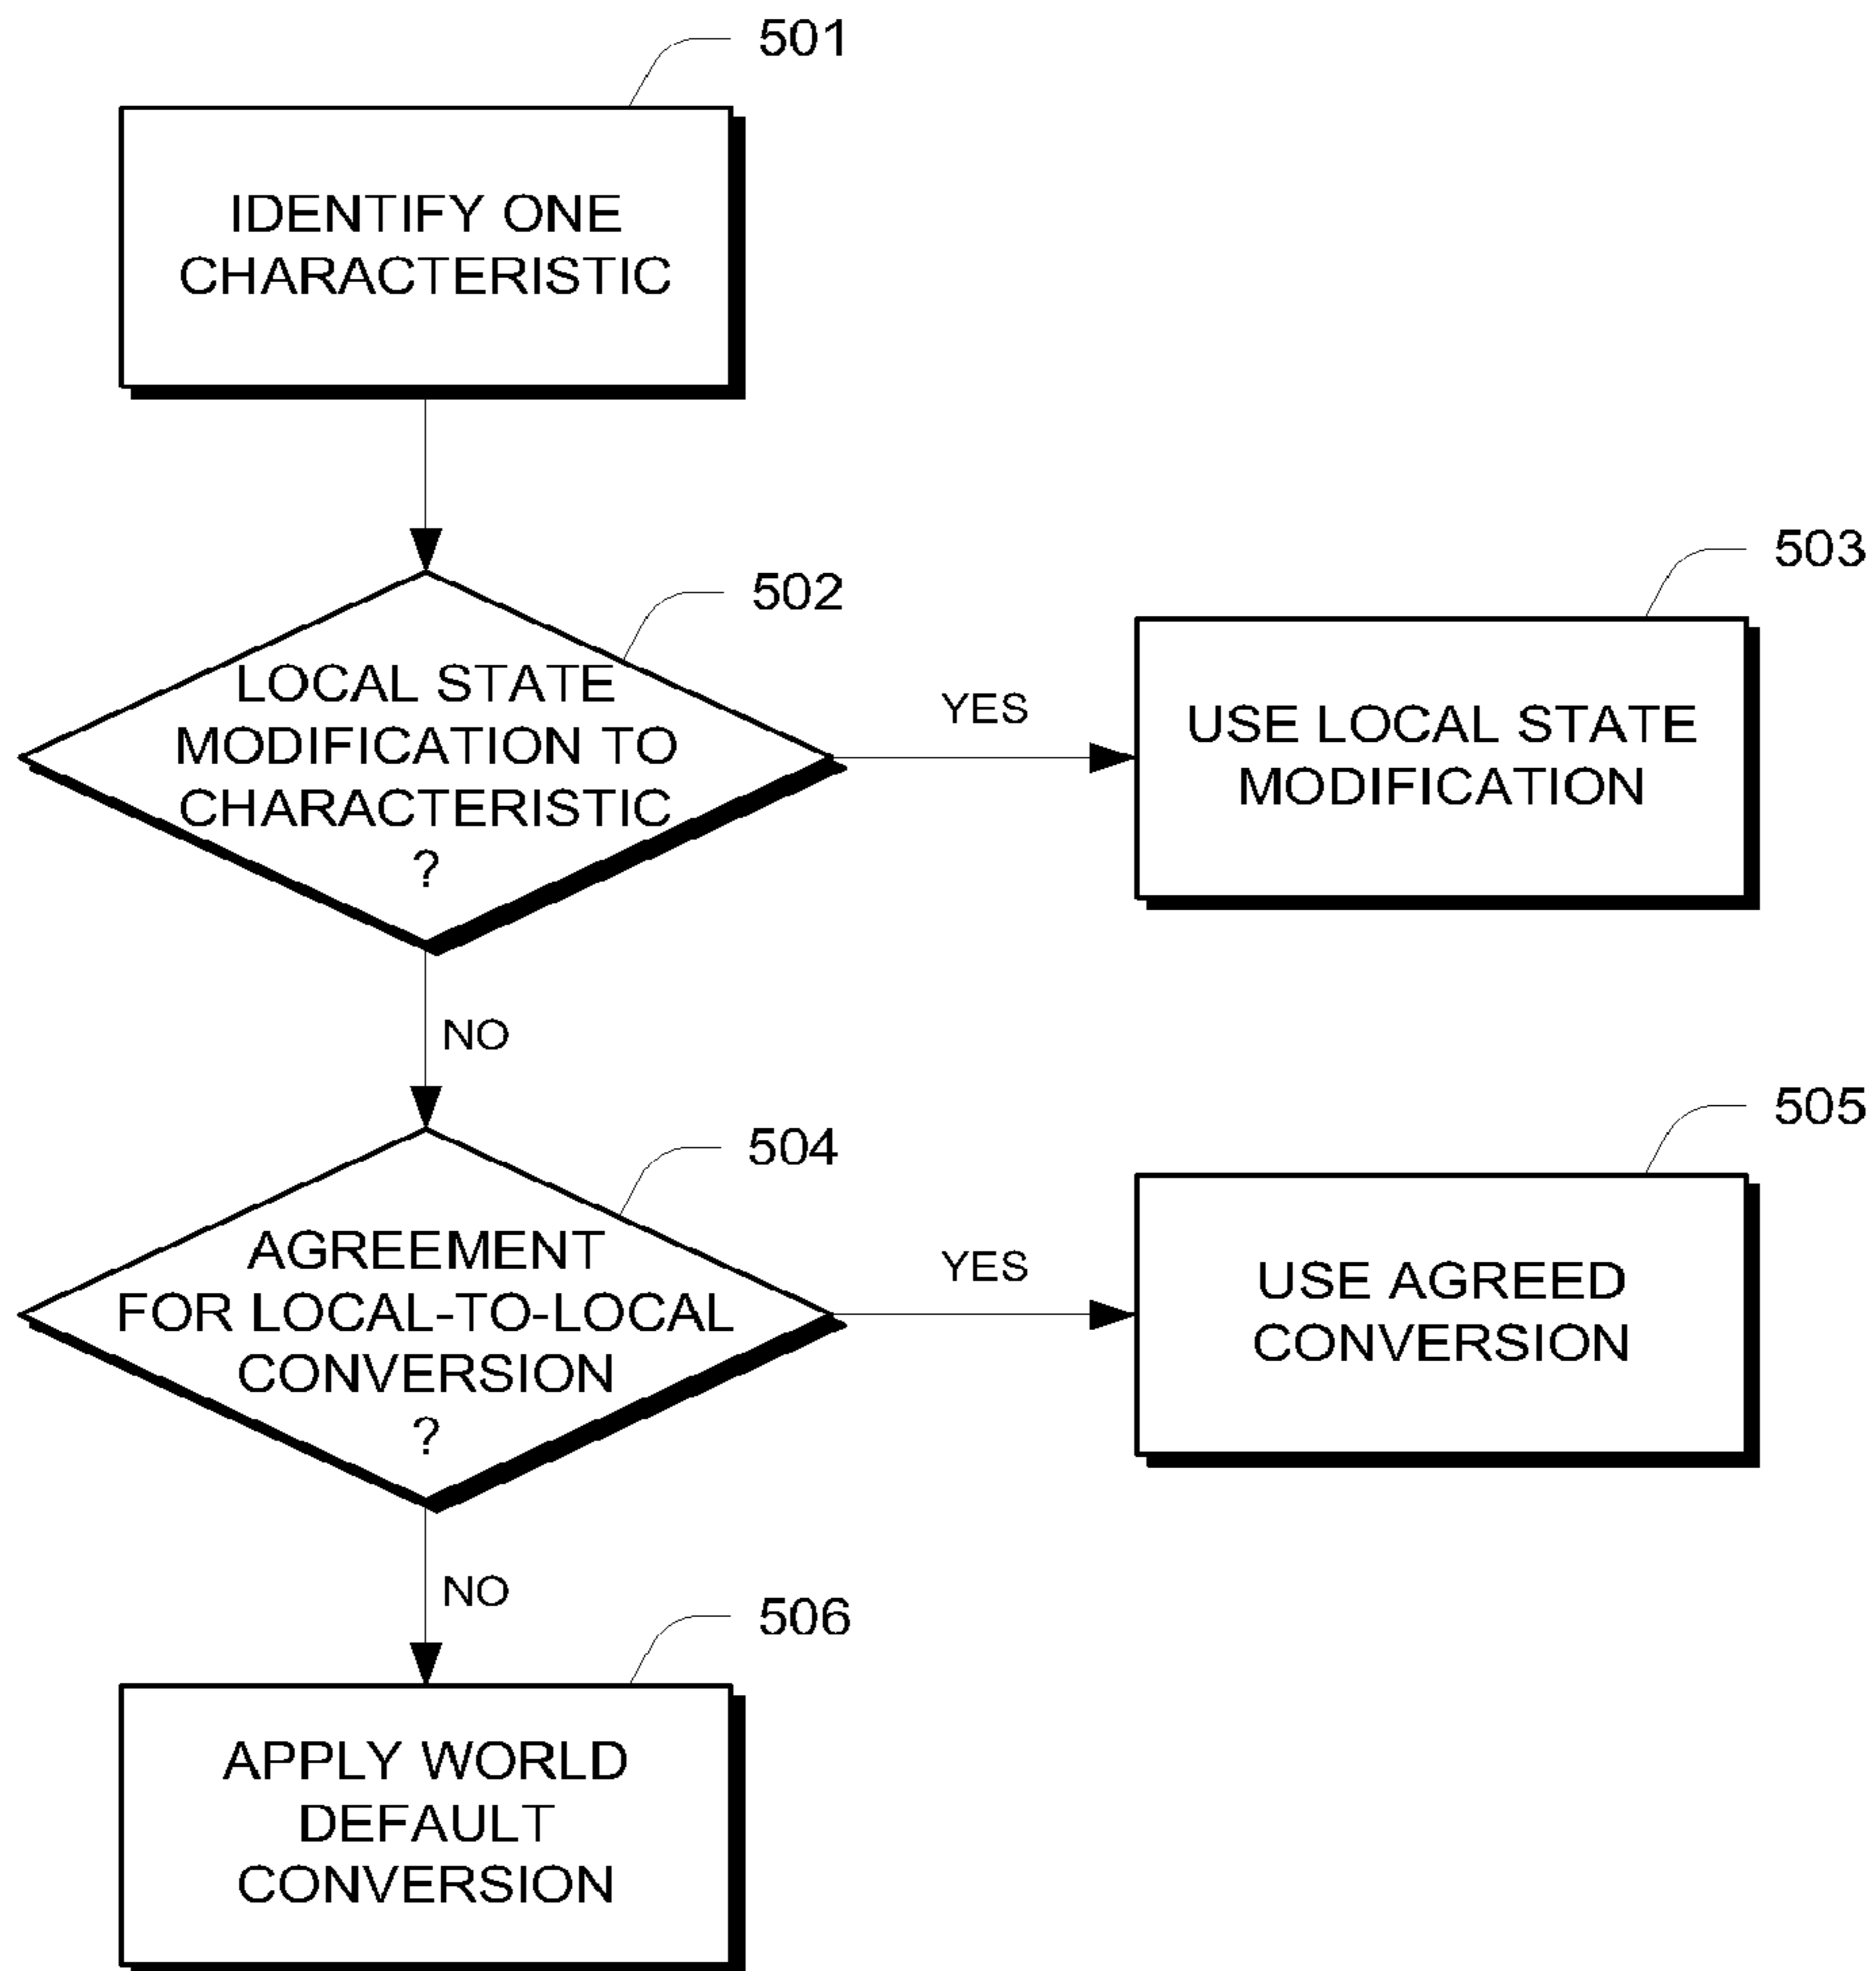 501
IDENTIFY ONE
CHARACTERISTIC
502
LOCAL STATE
MODIFICATION TO
CHARACTERISTIC
?
YES
503
USE LOCAL STATE
MODIFICATION
NO
504
AGREEMENT
FOR LOCAL-TO-LOCAL
CONVERSION
?
YES
505
USE AGREED
CONVERSION
NO
506
APPLY WORLD
DEFAULT
CONVERSION